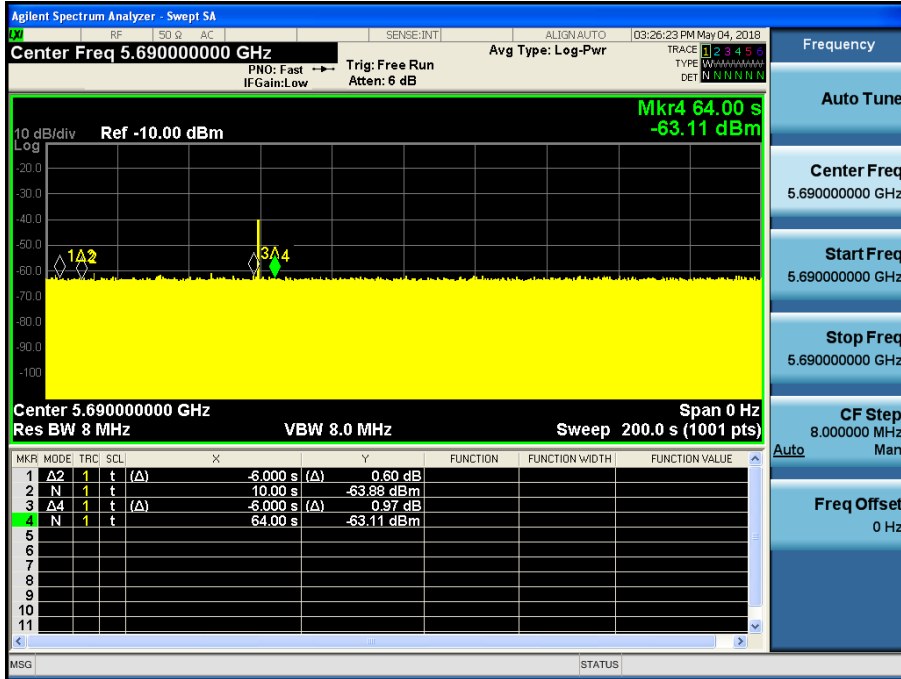 Agilent Spectrum Analyzer - Swept SA
LXI RF 50 Ω AC SENSE:INT ALIGN AUTO 03:26:23 PM May 04, 2018
Center Freq 5.690000000 GHz
PNO: Fast
IFGain:Low
Trig: Free Run
Atten: 6 dB
Avg Type: Log-Pwr
TRACE 1 2 3 4 5 6
TYPE W
DET N N N N N N
Mkr4 64.00 s
-63.11 dBm
10 dB/div Ref -10.00 dBm
Log
-20.0
-30.0
-40.0
-50.0
-60.0
-70.0
-80.0
-90.0
-100
1Δ2
3Δ4
Center 5.690000000 GHz Span 0 Hz
Res BW 8 MHz VBW 8.0 MHz Sweep 200.0 s (1001 pts)
MKR MODE TRC SCL X Y FUNCTION FUNCTION WIDTH FUNCTION VALUE
1 Δ2 1 t (Δ) -6.000 s (Δ) 0.60 dB
2 N 1 t 10.00 s -63.88 dBm
3 Δ4 1 t (Δ) -6.000 s (Δ) 0.97 dB
4 N 1 t 64.00 s -63.11 dBm
5
6
7
8
9
10
11
MSG STATUS
Frequency
Auto Tune
Center Freq
5.690000000 GHz
Start Freq
5.690000000 GHz
Stop Freq
5.690000000 GHz
CF Step
8.000000 MHz
Auto Man
Freq Offset
0 Hz